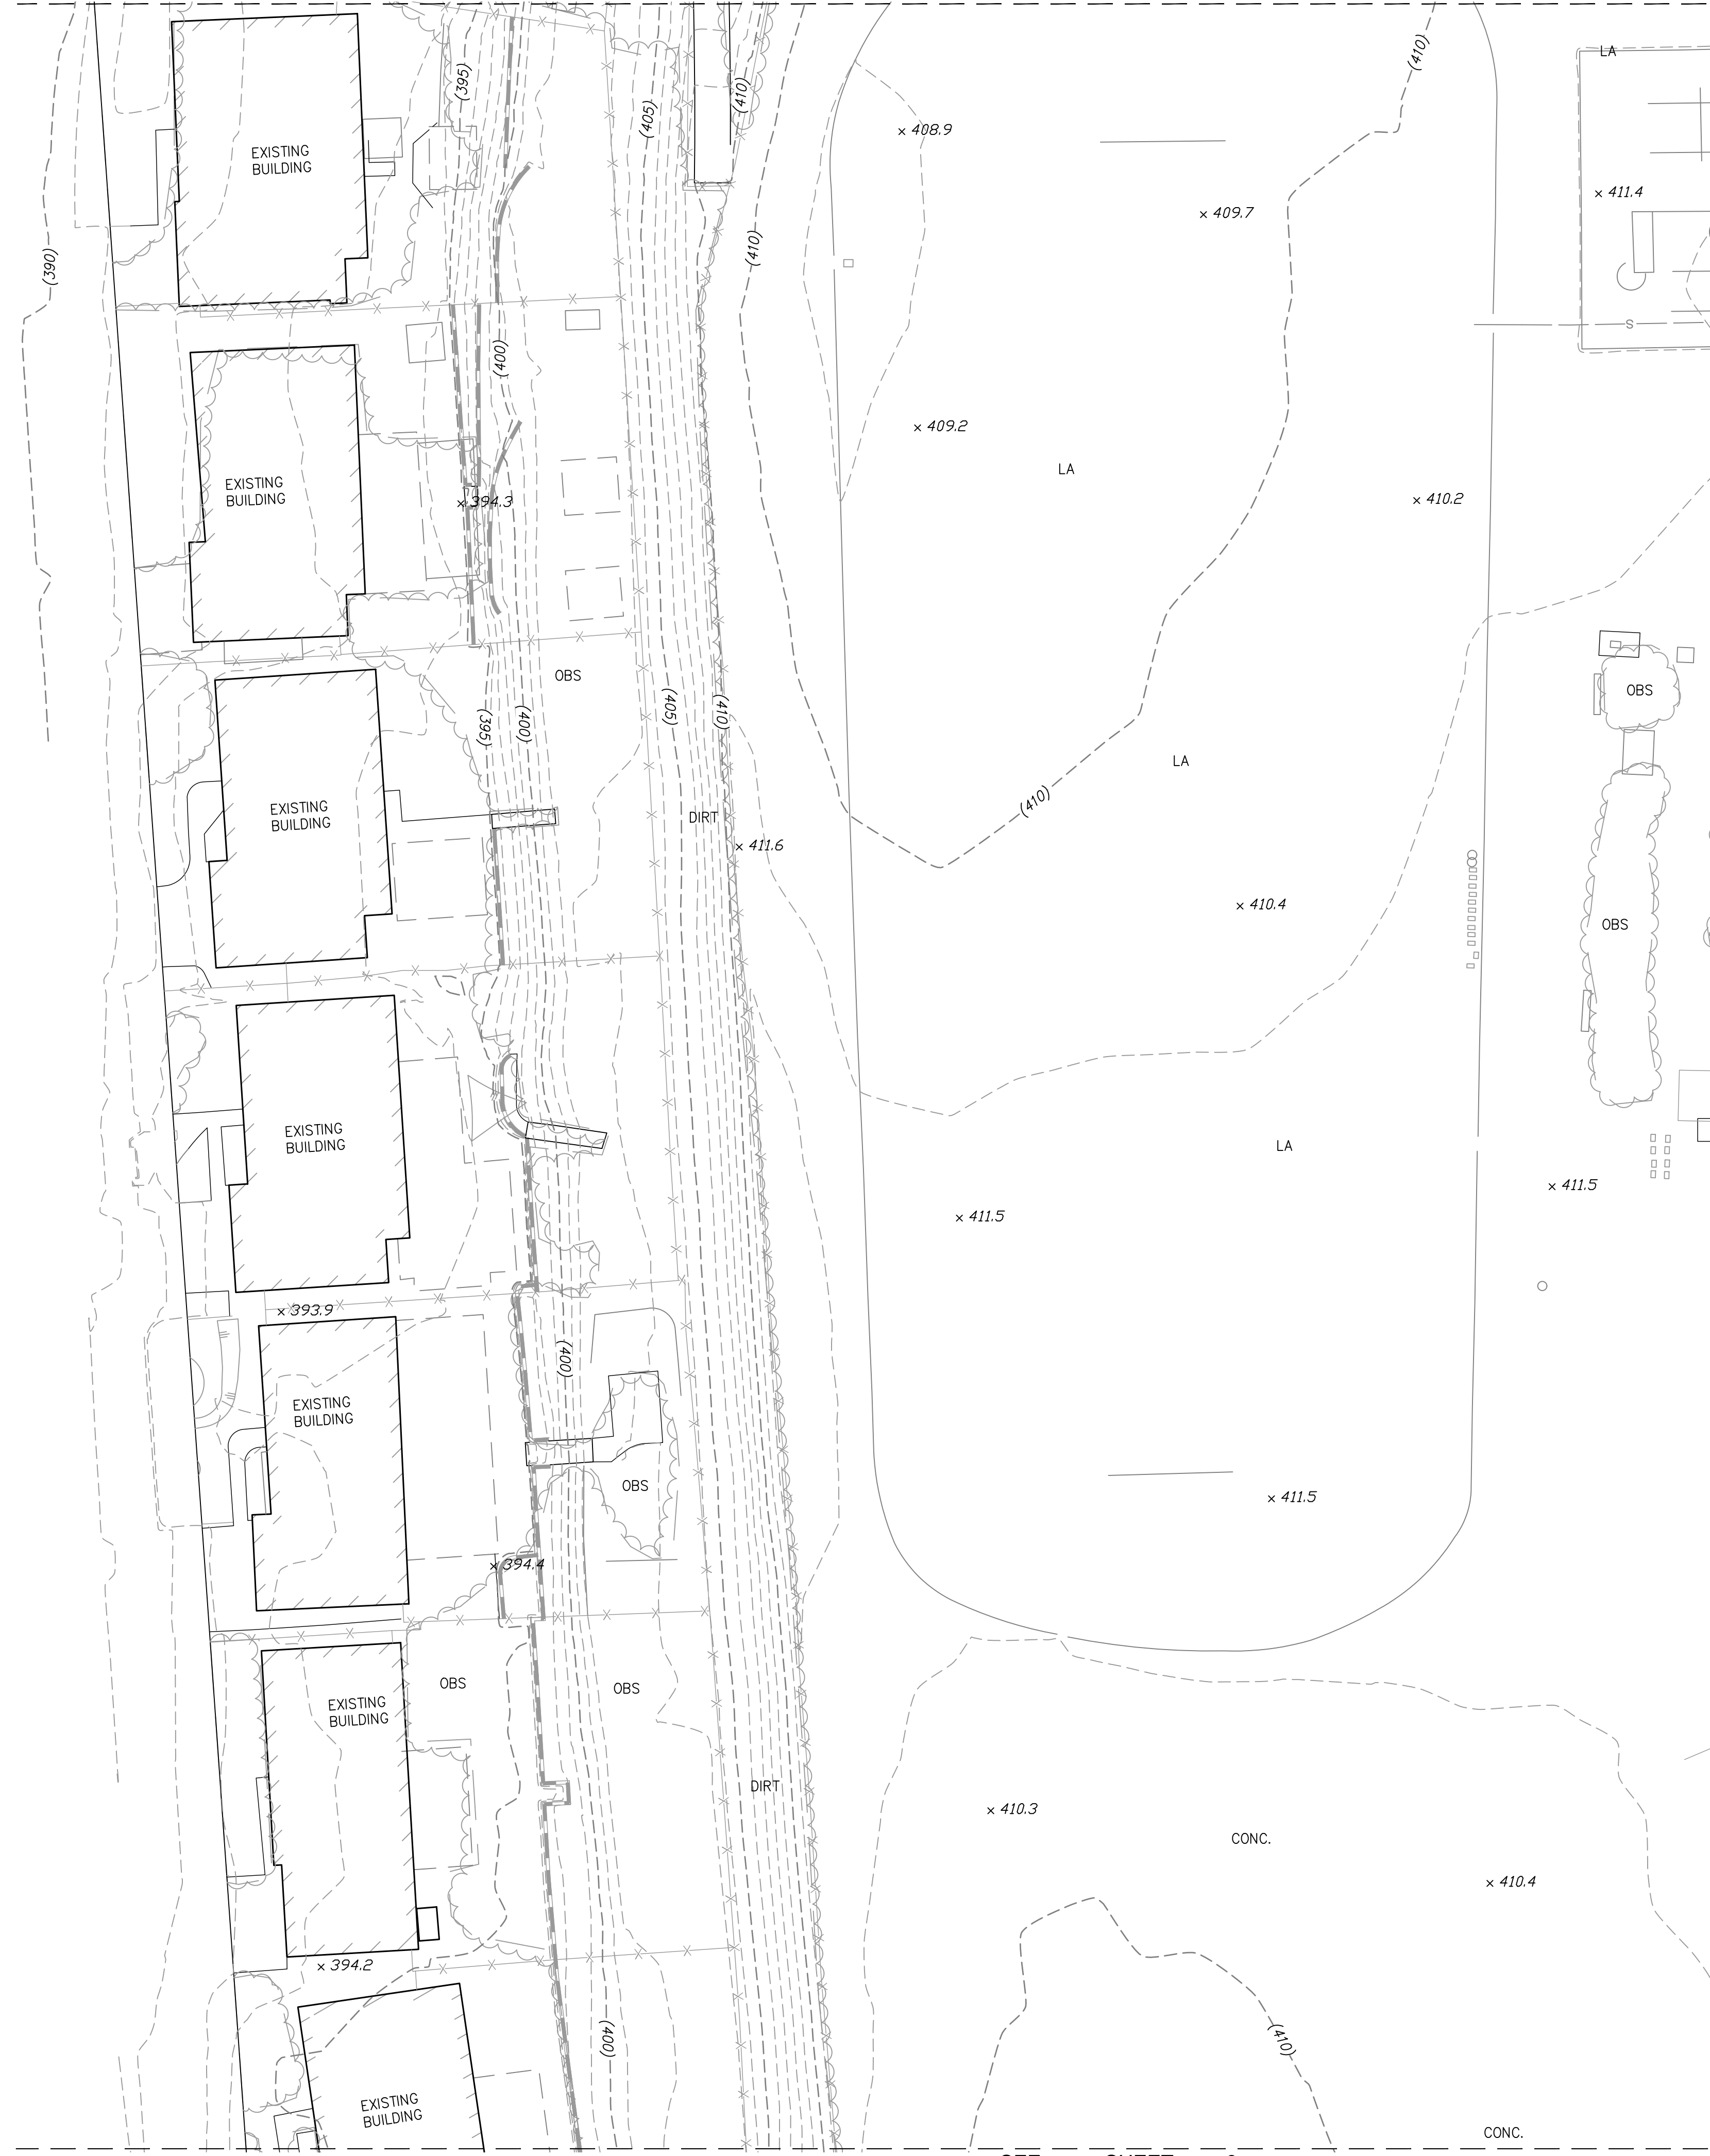 LA
(395)
(405)
(410)
(410)
× 408.9
EXISTING
BUILDING
× 411.4
× 409.7
(390)
(410)
S
(400)
× 409.2
LA
EXISTING
BUILDING
× 394.3
× 410.2
OBS
OBS
(395)
(400)
(405)
(410)
LA
EXISTING
BUILDING
(410)
DIRT
× 411.6
× 410.4
OBS
EXISTING
BUILDING
LA
× 411.5
× 411.5
× 393.9
(400)
EXISTING
BUILDING
OBS
× 411.5
× 394.4
OBS
OBS
EXISTING
BUILDING
DIRT
× 410.3
CONC.
× 410.4
× 394.2
(400)
(410)
EXISTING
BUILDING
CONC.